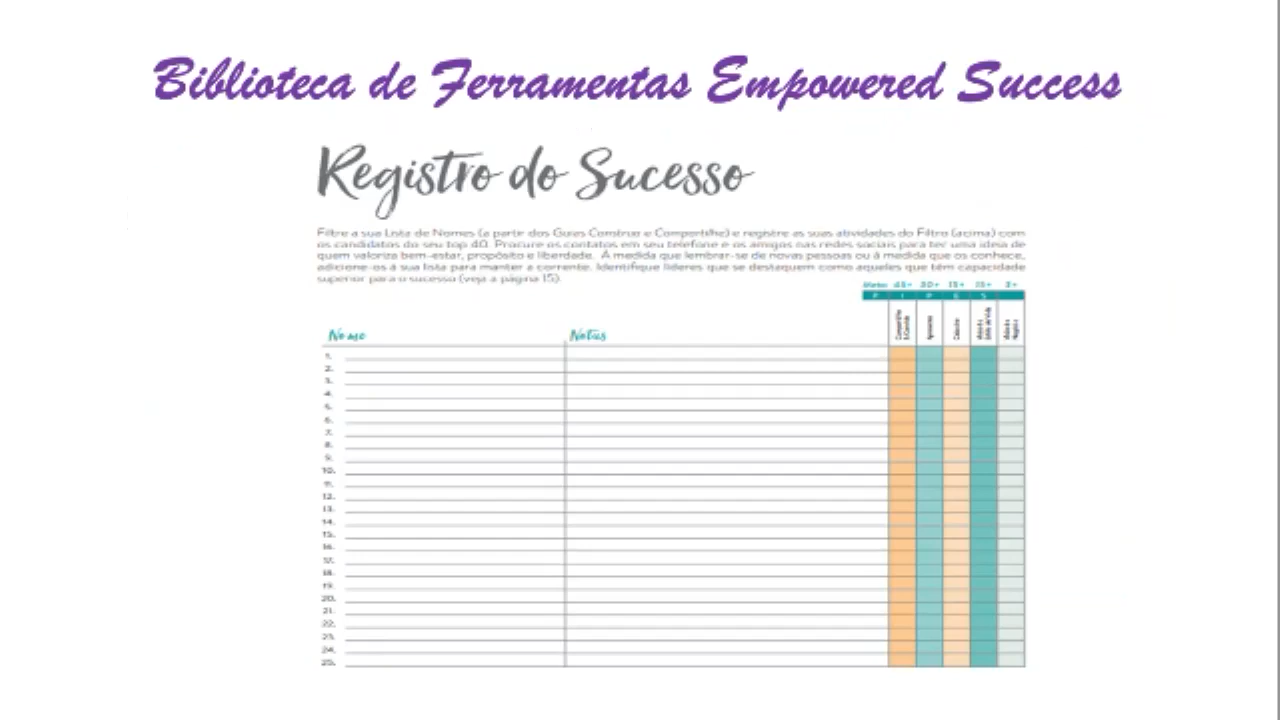 Biblioteca de Ferramentas Empowered Success
Registro do Sucesso
Filtre a sua Lista de Nomes (a partir dos Guias Construa e Compartilhe) e registre as suas atividades do Filtro (acima) com
os candidatos do seu top 40. Procure os contatos em seu telefone e os amigos nas redes sociais para ter uma ideia de
quem valoriza bem-estar, propósito e liberdade. À medida que lembrar-se de novas pessoas ou à medida que os conhece,
adicione-os à sua lista para manter a corrente. Identifique líderes que se destaquem como aqueles que têm capacidade
superior para o sucesso (veja a página 15).
P I P E S
Nome Notas
1.
2.
3.
4.
5.
6.
7.
8.
9.
10.
11.
12.
13.
14.
15.
16.
17.
18.
19.
20.
21.
22.
23.
24.
25.